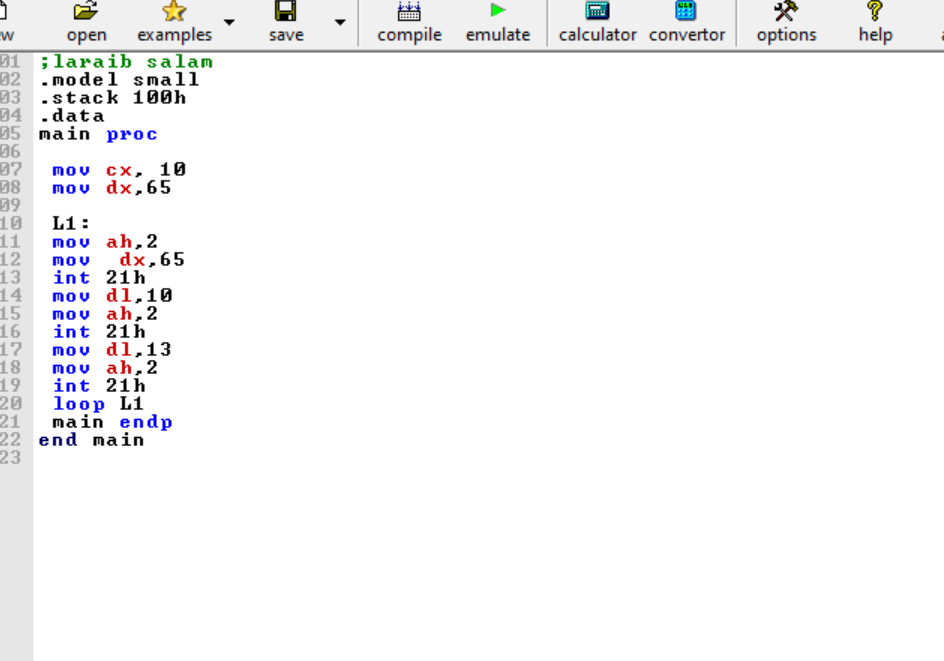 w open examples save compile emulate calculator convertor options help
01 ;laraib salam
02 .model small
03 .stack 100h
04 .data
05 main proc
06
07 mov cx, 10
08 mov dx,65
09
10 L1:
11 mov ah,2
12 mov  dx,65
13 int 21h
14 mov dl,10
15 mov ah,2
16 int 21h
17 mov dl,13
18 mov ah,2
19 int 21h
20 loop L1
21 main endp
22 end main
23